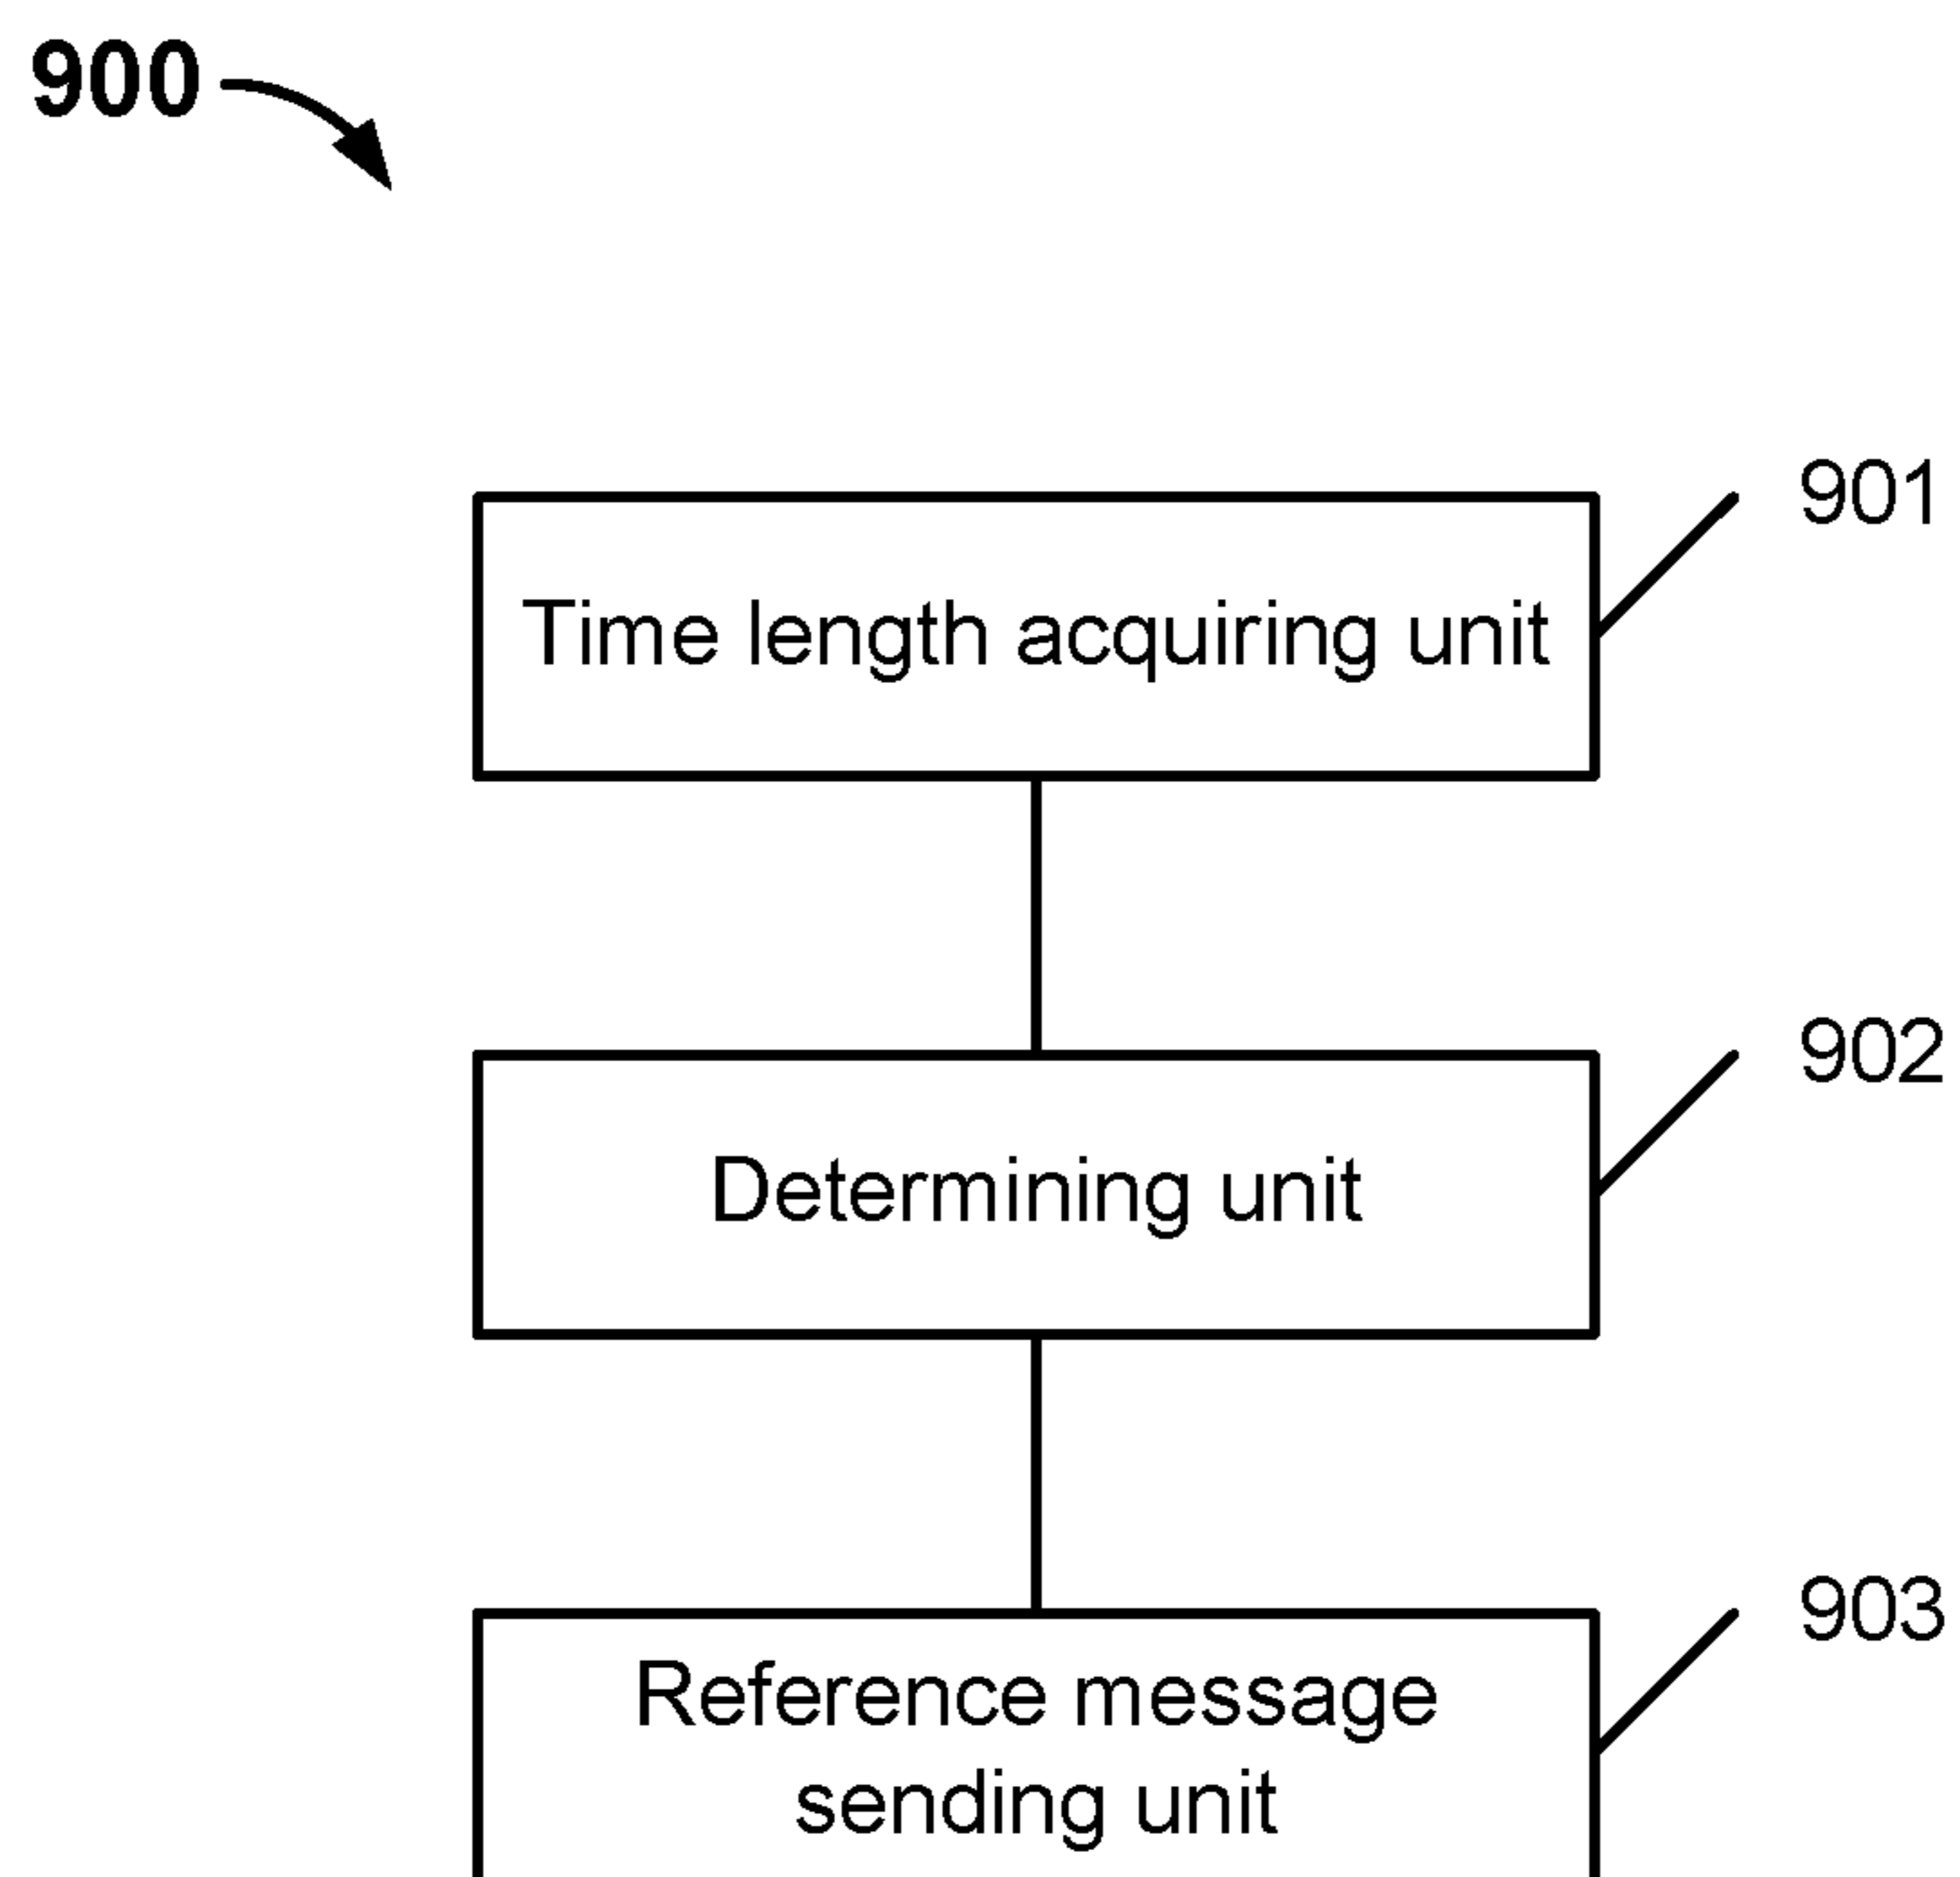 900
901
Time length acquiring unit
902
Determining unit
903
Reference message
sending unit